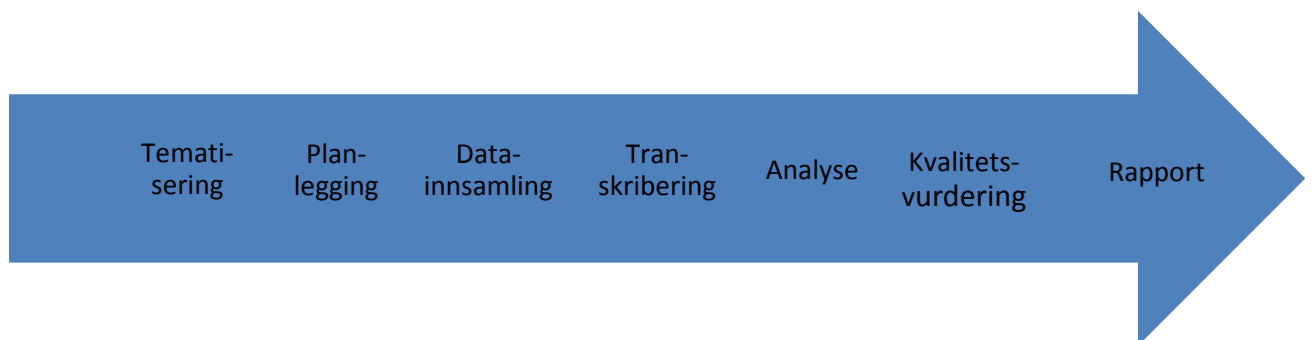 Temati-
sering
Plan-
legging
Data-
innsamling
Tran-
skribering
Analyse
Kvalitets-
vurdering
Rapport